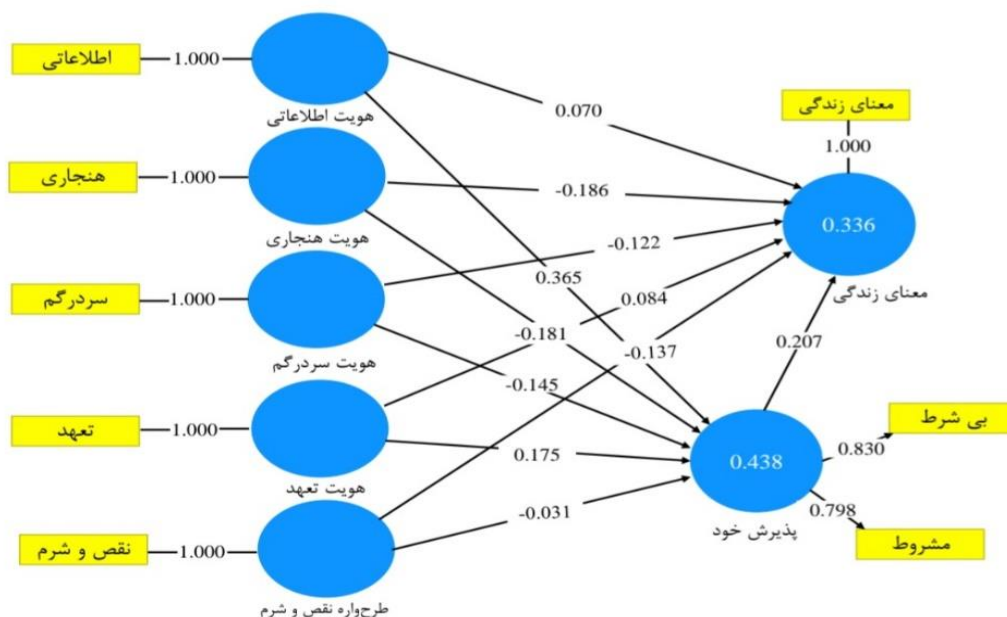 اطلاعاتی
1.000
هویت اطلاعاتی
0.070
معنای زندگی
1.000
هنجاری
1.000
هویت هنجاری
-0.186
0.336
معنای زندگی
سردرگم
1.000
هویت سردرگم
-0.122
0.365
0.084
-0.181
-0.137
0.207
-0.145
تعهد
1.000
هویت تعهد
0.175
0.438
پذیرش خود
0.830
بی شرط
0.798
مشروط
نقص و شرم
1.000
طرح‌واره نقص و شرم
-0.031